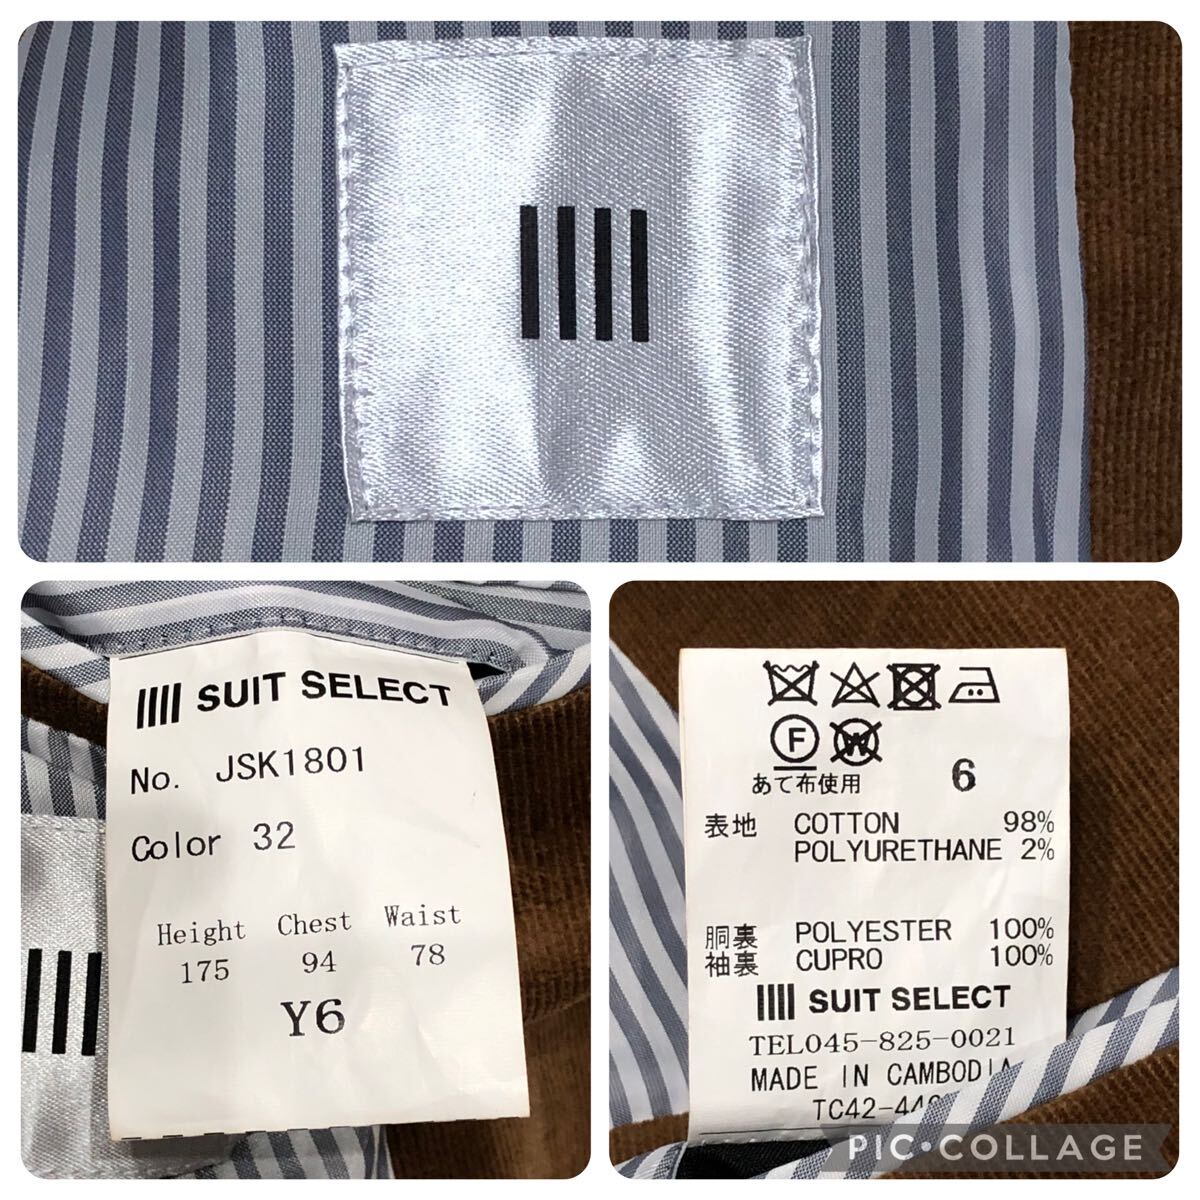 SUIT SELECT
No. JSK1801
Color 32
Height Chest Waist
175 94 78
Y6
F W
あて布使用 6
表地 COTTON 98%
POLYURETHANE 2%
胴裏 POLYESTER 100%
袖裏 CUPRO 100%
SUIT SELECT
TEL045-825-0021
MADE IN CAMBODIA
PIC•COLLAGE